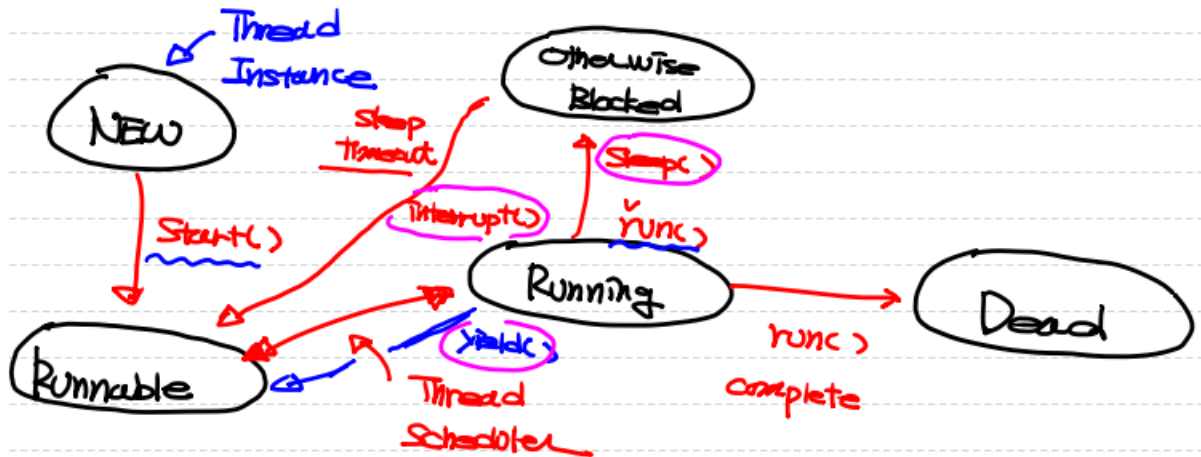 Thread
Instance
NEW
Otherwise
Blocked
Sleep
timeout
Sleep()
interrupt()
run()
Start()
Running
Dead
yield()
run()
Runnable
Thread
complete
Scheduler